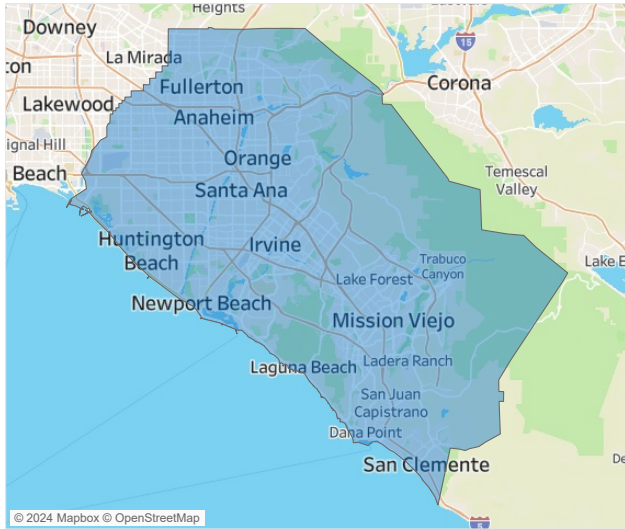 Heights
Downey
15
La Mirada
ton
Corona
Fullerton
Lakewood
Anaheim
ignal Hill
Orange
Beach
Temescal
Valley
Santa Ana
Huntington
Beach
Irvine
Trabuco
Canyon
Lake E
Lake Forest
Newport Beach
Mission Viejo
Laguna Beach
Ladera Ranch
San Juan
Capistrano
Dana Point
De
San Clemente
© 2024 Mapbox © OpenStreetMap
5